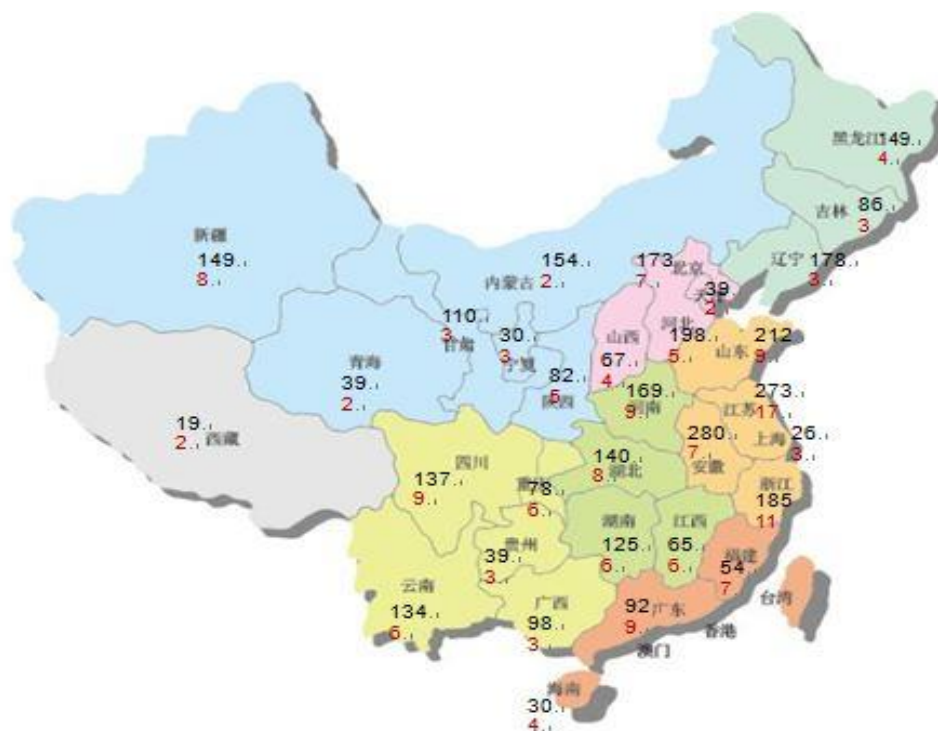 黑龙江 149
4
吉林 86
3
辽宁 178
3
新疆
149
8
内蒙古 154
2
173 北京
7
39
天
2
110
3
甘肃
30
3
宁夏
河北
198
5
山西
67
4
山东 212
9
青海
39
2
82
5
陕西
169
河南
9
273
江苏
17
19
2 西藏
280
7 安徽
上海 26
3
四川
137
9
140
8 湖北
78
6
浙江
185
11
湖南
125
6
江西
65
6
贵州
39
3
福建
54
7
云南
134
6
广西
98
3
92 广东
9
台湾
香港
澳门
海南
30
4